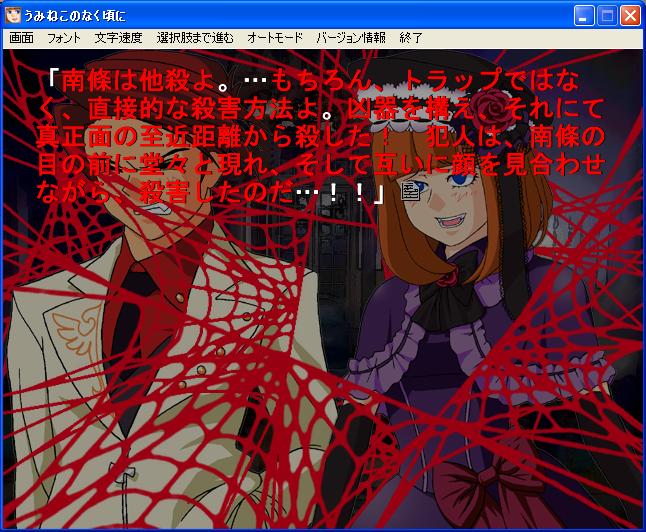 うみねこのなく頃に
画面 フォント 文字速度 選択肢まで進む オートモード バージョン情報 終了
「南條は他殺よ。…もちろん、トラップではな
く、直接的な殺害方法よ。凶器を構え、それにて
真正面の至近距離から殺した！　犯人は、南條の
目の前に堂々と現れ、そして互いに顔を見合わせ
ながら、殺害したのだ…！！」